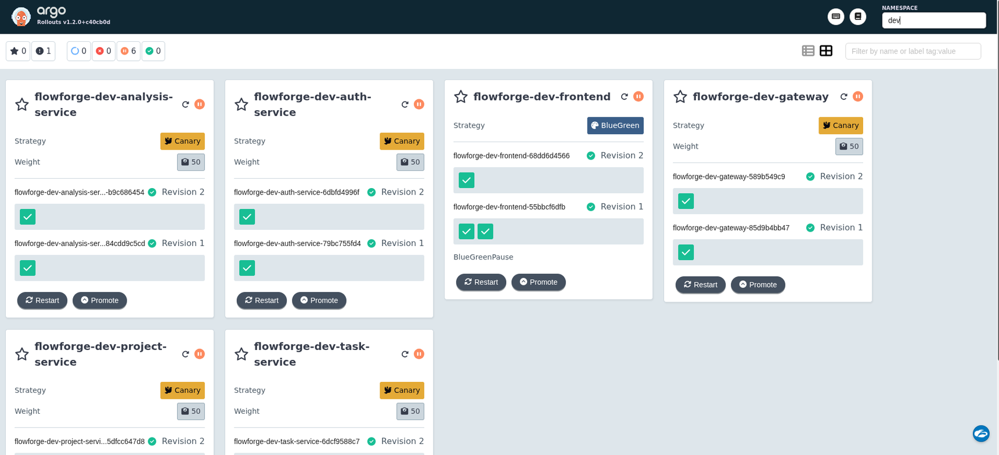 argo
Rollouts v1.2.0+c40cb0d
NAMESPACE
dev
0 1 0 0 6 0
Filter by name or label tag:value
flowforge-dev-analysis-
service
Strategy Canary
Weight 50
flowforge-dev-analysis-ser...-b9c686454 Revision 2
flowforge-dev-analysis-ser...84cdd9c5cd Revision 1
Restart Promote
flowforge-dev-auth-
service
Strategy Canary
Weight 50
flowforge-dev-auth-service-6dbfd4996f Revision 2
flowforge-dev-auth-service-79bc755fd4 Revision 1
Restart Promote
flowforge-dev-frontend
Strategy BlueGreen
flowforge-dev-frontend-68dd6d4566 Revision 2
flowforge-dev-frontend-55bbcf6dfb Revision 1
BlueGreenPause
Restart Promote
flowforge-dev-gateway
Strategy Canary
Weight 50
flowforge-dev-gateway-589b549c9 Revision 2
flowforge-dev-gateway-85d9b4bb47 Revision 1
Restart Promote
flowforge-dev-project-
service
Strategy Canary
Weight 50
flowforge-dev-project-servi...5dfcc647d8 Revision 2
flowforge-dev-task-
service
Strategy Canary
Weight 50
flowforge-dev-task-service-6dcf9588c7 Revision 2